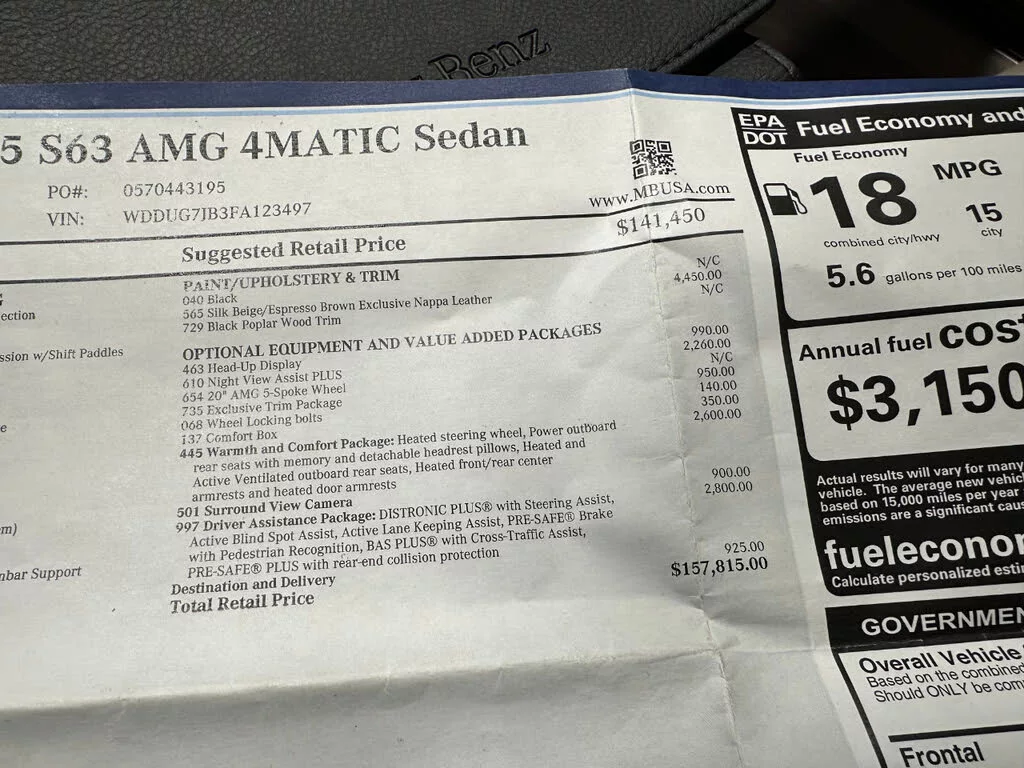 Benz
5 S63 AMG 4MATIC Sedan
PO#: 0570443195
VIN: WDDUG7JB3FA123497
www.MBUSA.com
Suggested Retail Price $141,450
PAINT/UPHOLSTERY & TRIM
040 Black N/C
565 Silk Beige/Espresso Brown Exclusive Nappa Leather 4,450.00
729 Black Poplar Wood Trim N/C
OPTIONAL EQUIPMENT AND VALUE ADDED PACKAGES
463 Head-Up Display 990.00
610 Night View Assist PLUS 2,260.00
654 20" AMG 5-Spoke Wheel N/C
735 Exclusive Trim Package 950.00
068 Wheel Locking bolts 140.00
137 Comfort Box 350.00
445 Warmth and Comfort Package: Heated steering wheel, Power outboard 2,600.00
rear seats with memory and detachable headrest pillows, Heated and
Active Ventilated outboard rear seats, Heated front/rear center
armrests and heated door armrests
501 Surround View Camera 900.00
997 Driver Assistance Package: DISTRONIC PLUS® with Steering Assist, 2,800.00
Active Blind Spot Assist, Active Lane Keeping Assist, PRE-SAFE® Brake
with Pedestrian Recognition, BAS PLUS® with Cross-Traffic Assist,
PRE-SAFE® PLUS with rear-end collision protection
Destination and Delivery 925.00
Total Retail Price $157,815.00
ection
ssion w/Shift Paddles
e
m)
nbar Support
EPA
DOT
Fuel Economy and
Fuel Economy
18 MPG
15
combined city/hwy
city
5.6 gallons per 100 miles
Annual fuel cost
$3,150
Actual results will vary for many
vehicle. The average new vehic
based on 15,000 miles per year
emissions are a significant caus
fueleconor
Calculate personalized estin
GOVERNMEN
Overall Vehicle
Based on the combined
Should ONLY be com
Frontal